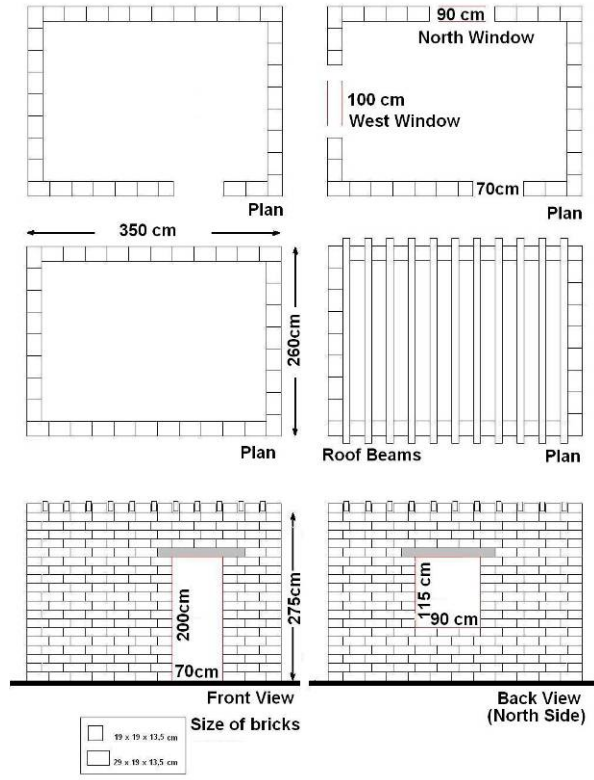 90 cm
North Window
100 cm
West Window
70cm
Plan
Plan
350 cm
260cm
Plan
Roof Beams
Plan
200cm
70cm
275cm
Front View
115 cm
90 cm
Back View
(North Side)
Size of bricks
19 x 19 x 13,5 cm
29 x 19 x 13,5 cm